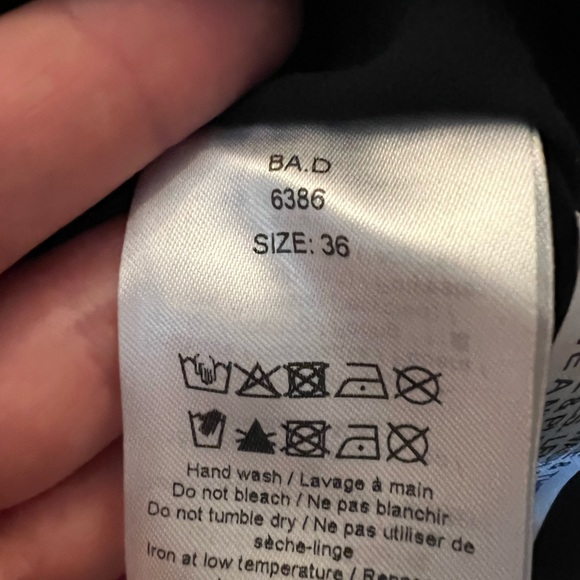 BA.D
6386
SIZE: 36
Hand wash / Lavage à main
Do not bleach / Ne pas blanchir
Do not tumble dry / Ne pas utiliser de
sèche-linge
Iron at low temperature /